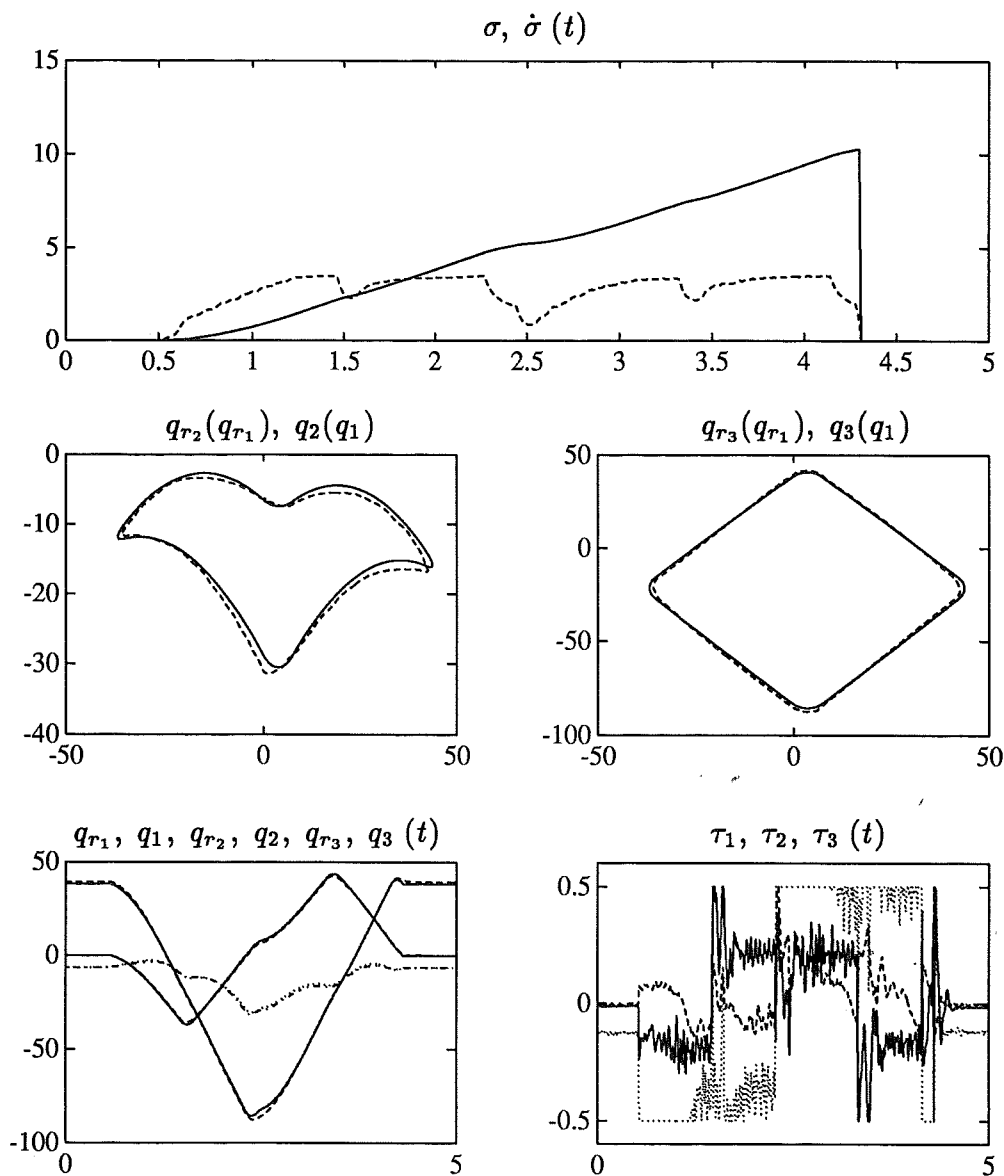 σ, σ̇ (t)
15
10
5
0
0 0.5 1 1.5 2 2.5 3 3.5 4 4.5 5
q_{r_2}(q_{r_1}), q_2(q_1)
0
-10
-20
-30
-40
-50 0 50
q_{r_3}(q_{r_1}), q_3(q_1)
50
0
-50
-100
-50 0 50
q_{r_1}, q_1, q_{r_2}, q_2, q_{r_3}, q_3 (t)
50
0
-50
-100
0 5
τ_1, τ_2, τ_3 (t)
0.5
0
-0.5
0 5